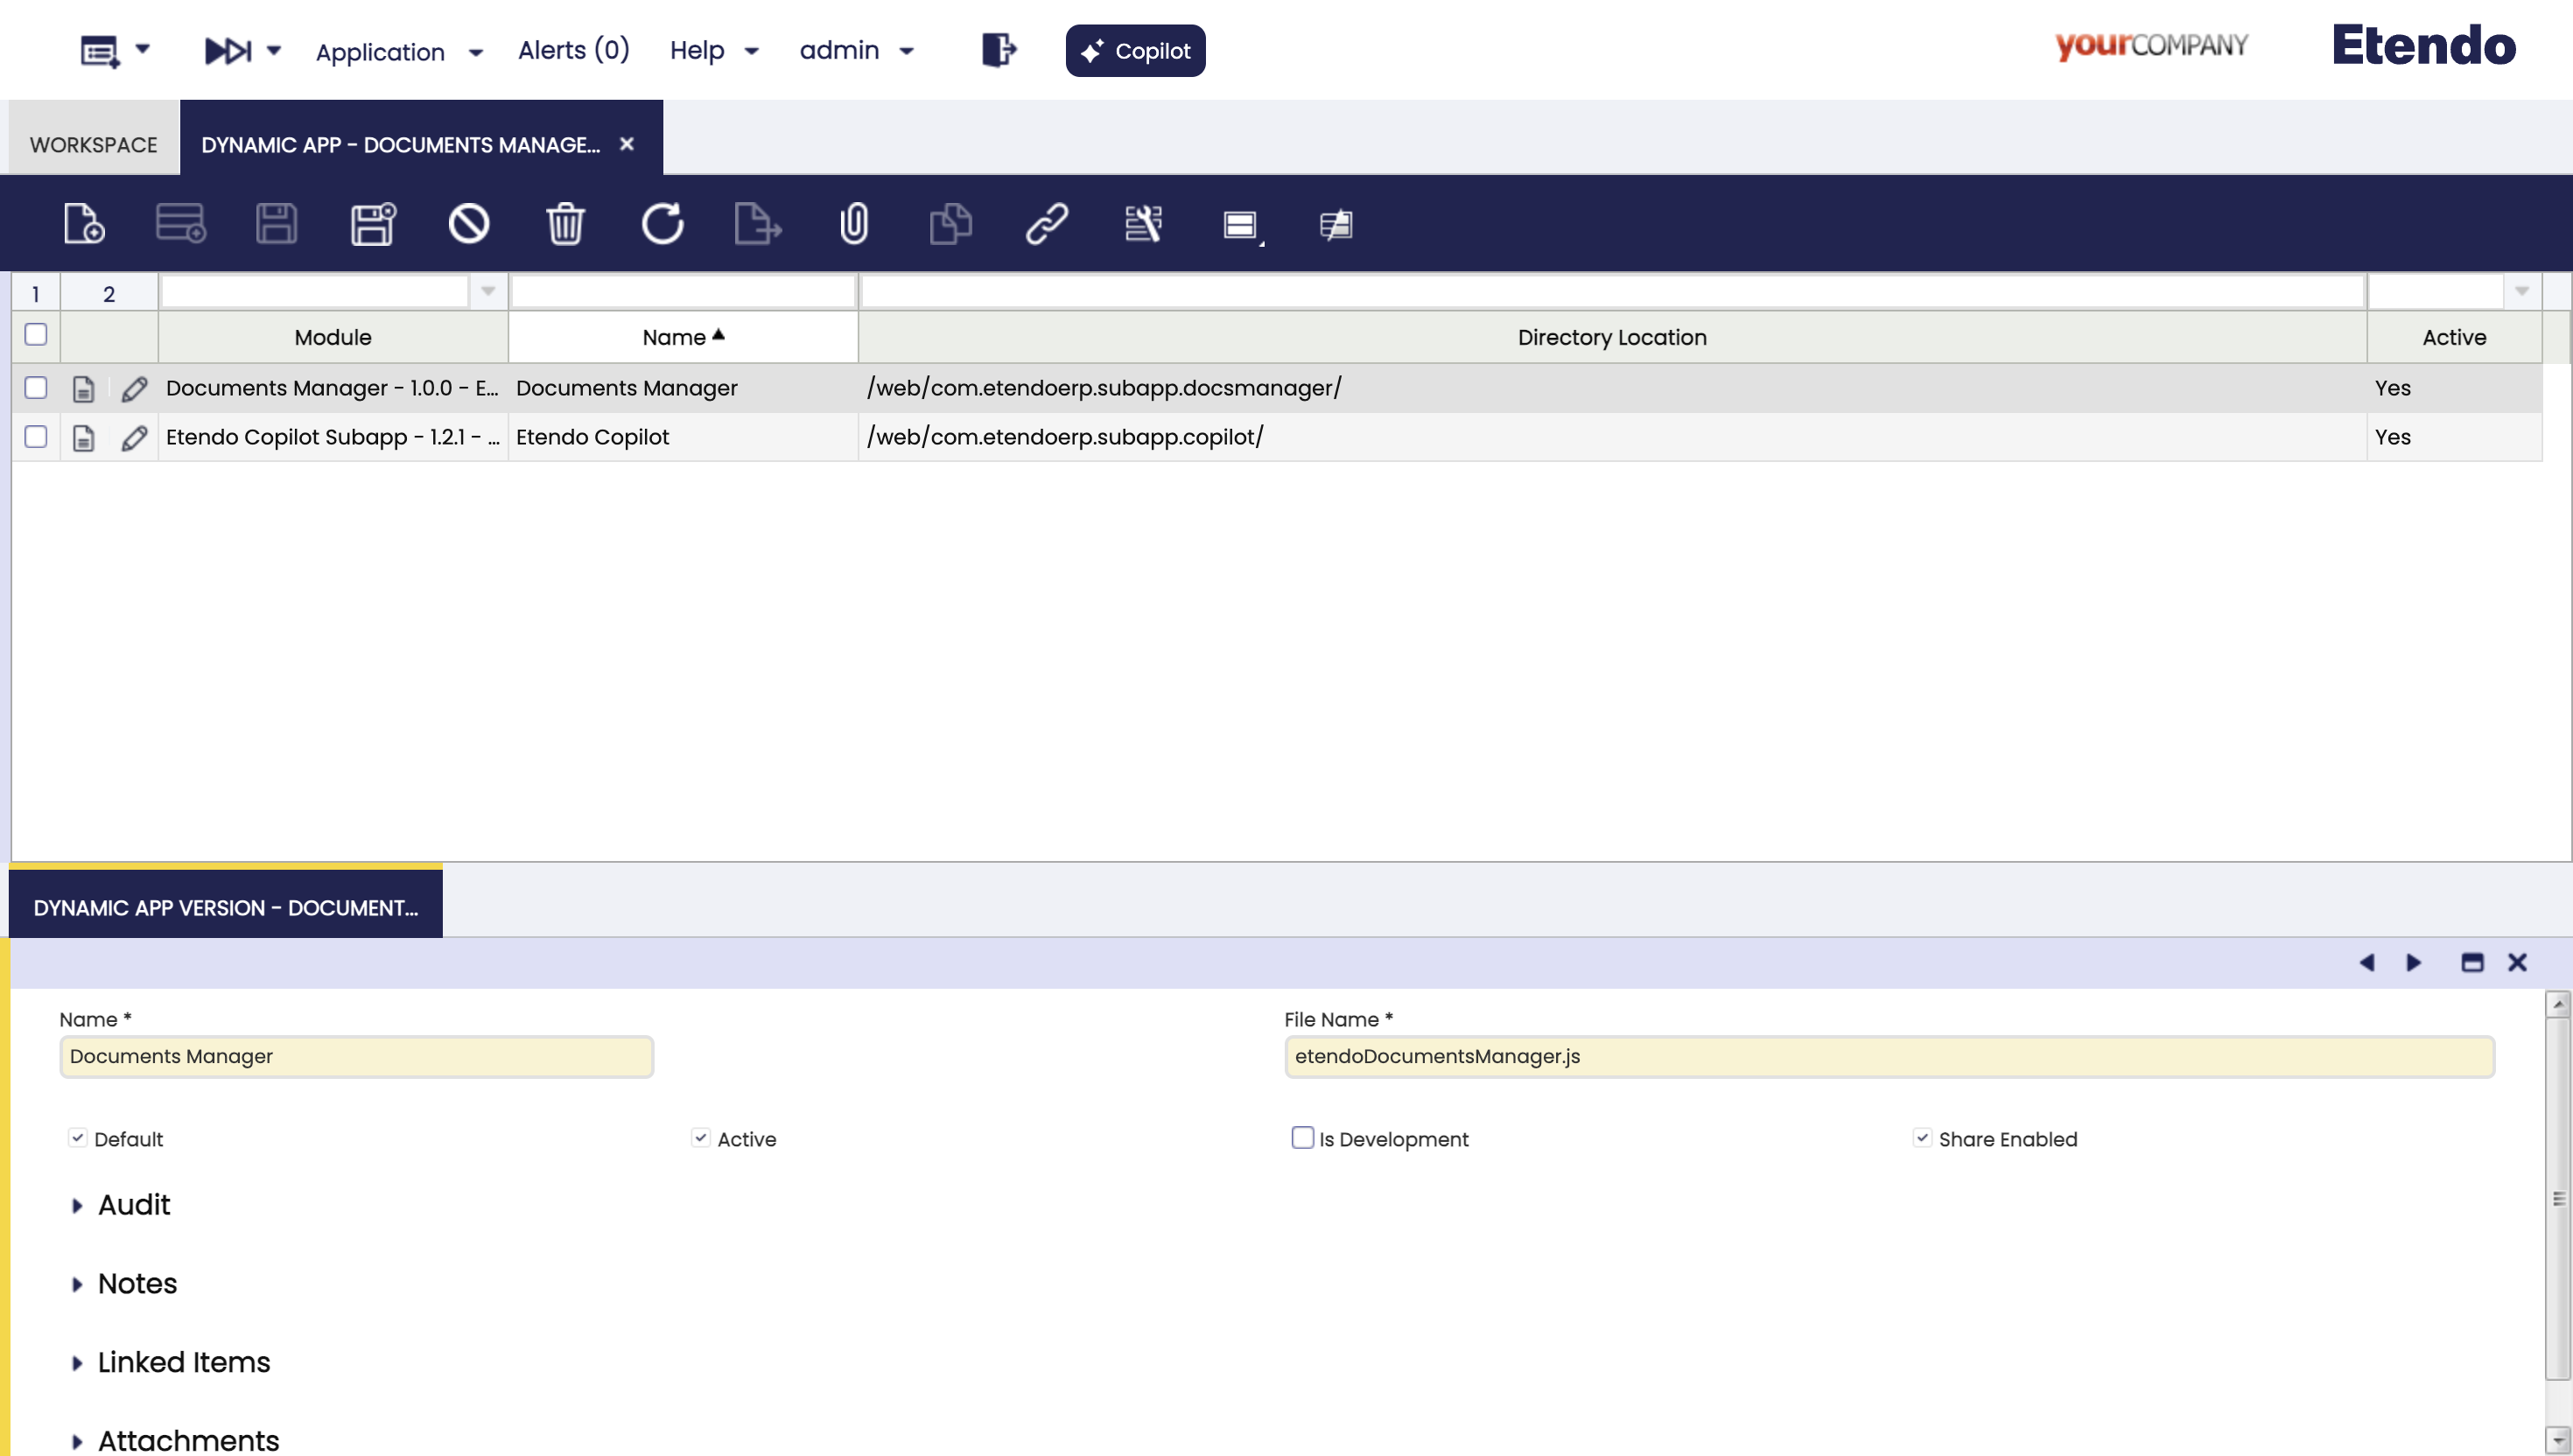 Application Alerts (0) Help admin Copilot yourCOMPANY Etendo
WORKSPACE DYNAMIC APP - DOCUMENTS MANAGE...
1 2
Module Name Directory Location Active
Documents Manager - 1.0.0 - E... Documents Manager /web/com.etendoerp.subapp.docsmanager/ Yes
Etendo Copilot Subapp - 1.2.1 - ... Etendo Copilot /web/com.etendoerp.subapp.copilot/ Yes
DYNAMIC APP VERSION - DOCUMENT...
Name * File Name *
Documents Manager etendoDocumentsManager.js
Default Active Is Development Share Enabled
Audit
Notes
Linked Items
Attachments